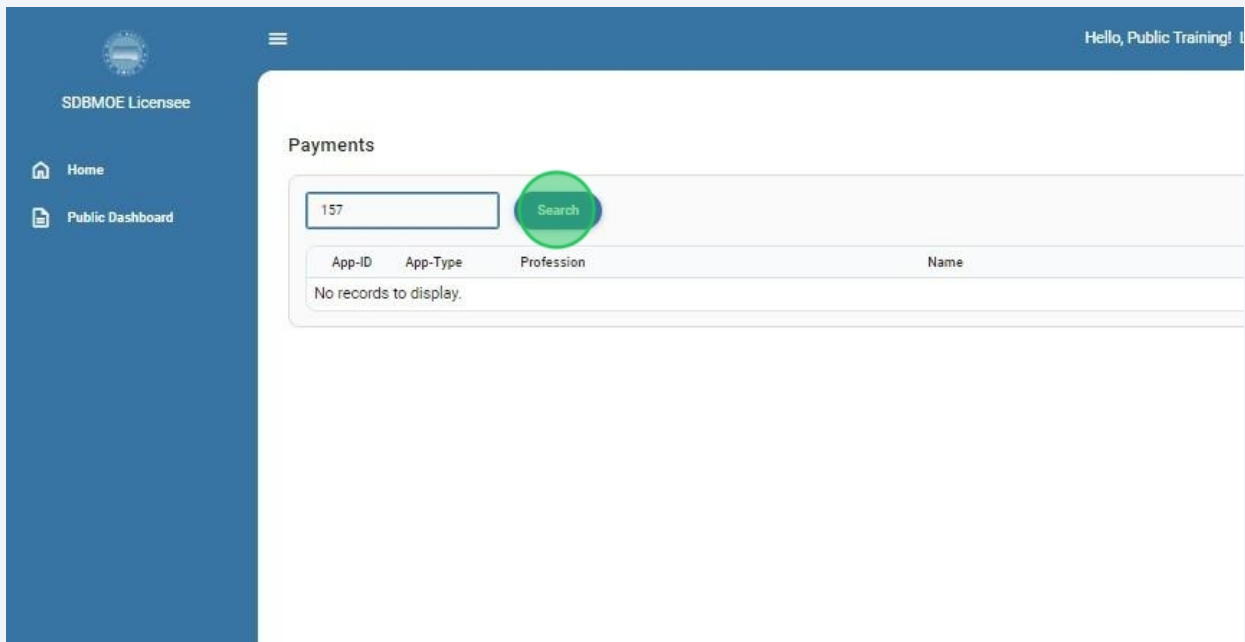 Hello, Public Training! L
SDBMOE Licensee
Home
Public Dashboard
Payments
157
Search
App-ID App-Type Profession Name
No records to display.